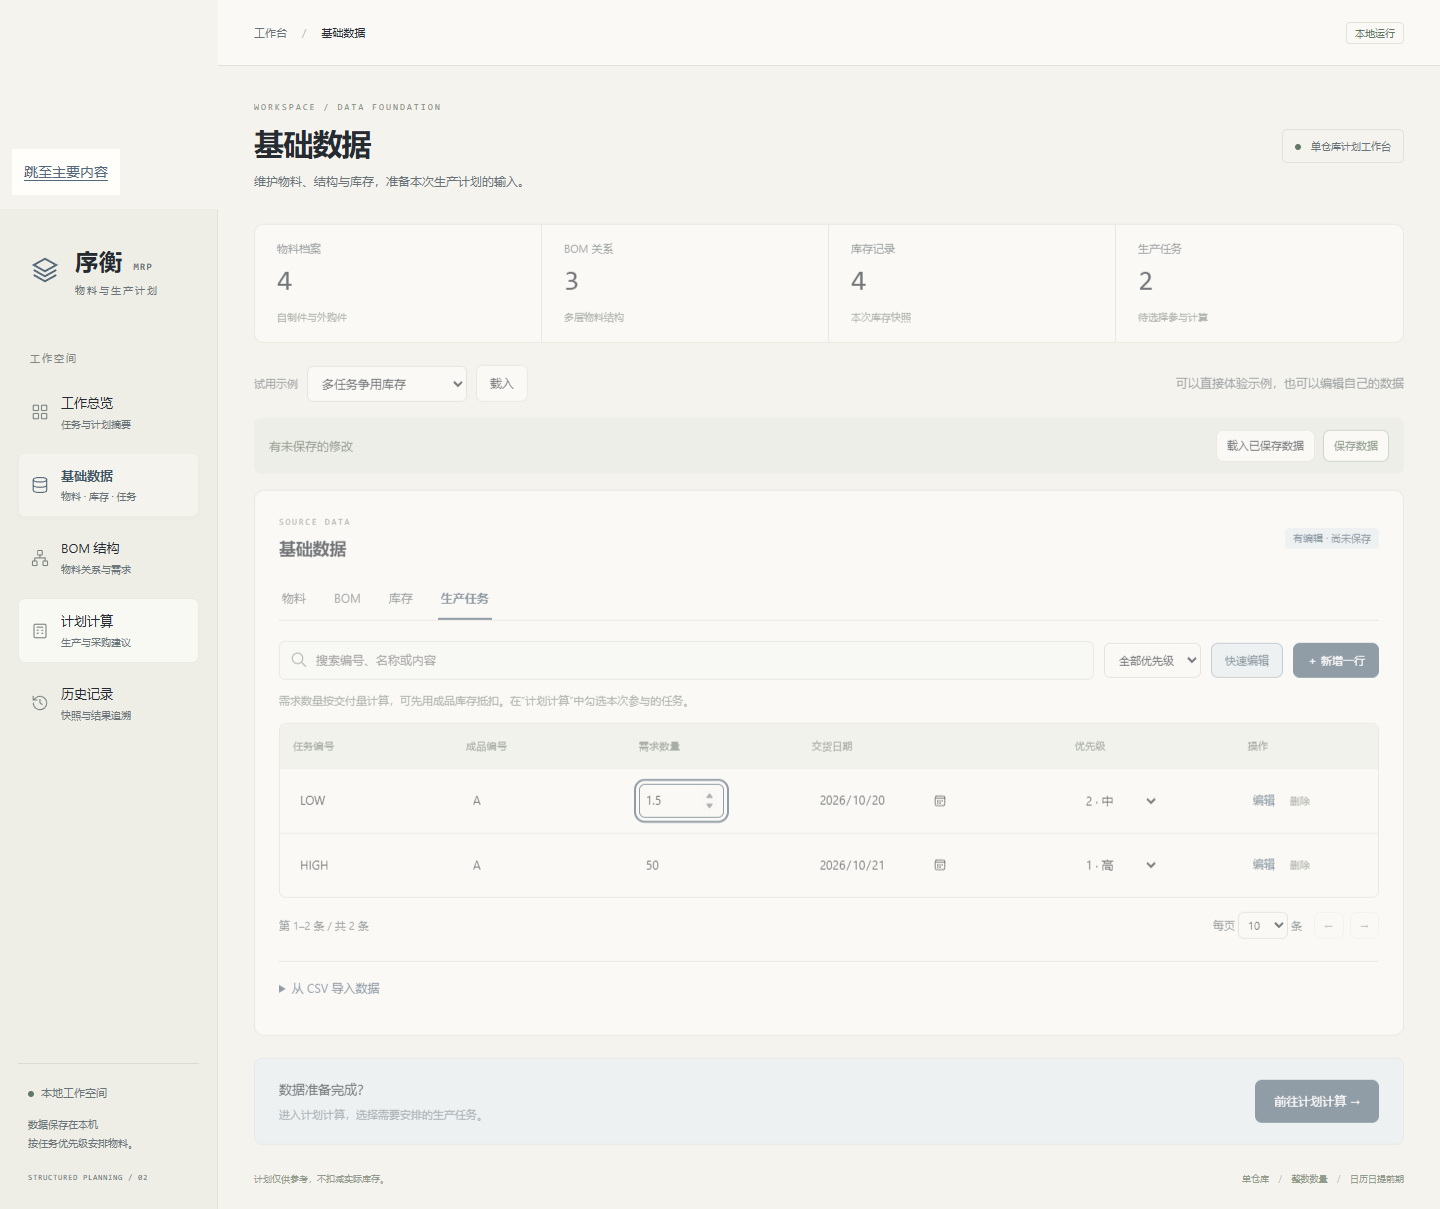 工作台 / 基础数据
本地运行
跳至主要内容
序衡 MRP
物料与生产计划
工作空间
工作总览
任务与计划摘要
基础数据
物料 · 库存 · 任务
BOM 结构
物料关系与需求
计划计算
生产与采购建议
历史记录
快照与结果追溯
本地工作空间
数据保存在本机
按任务优先级安排物料。
STRUCTURED PLANNING / 02
WORKSPACE / DATA FOUNDATION
基础数据
维护物料、结构与库存，准备本次生产计划的输入。
单仓库计划工作台
物料档案
4
自制件与外购件
BOM 关系
3
多层物料结构
库存记录
4
本次库存快照
生产任务
2
待选择参与计算
试用示例 多任务争用库存 载入
可以直接体验示例，也可以编辑自己的数据
有未保存的修改
载入已保存数据 保存数据
SOURCE DATA
基础数据
有编辑 · 尚未保存
物料 BOM 库存 生产任务
搜索编号、名称或内容
全部优先级 快速编辑 + 新增一行
需求数量按交付量计算，可先用成品库存抵扣。在"计划计算"中勾选本次参与的任务。
任务编号 成品编号 需求数量 交货日期 优先级 操作
LOW A 1.5 2026/10/20 2 · 中 编辑 删除
HIGH A 50 2026/10/21 1 · 高 编辑 删除
第 1–2 条 / 共 2 条
每页 10 条 ← →
▶ 从 CSV 导入数据
数据准备完成？
进入计划计算，选择需要安排的生产任务。
前往计划计算 →
计划仅供参考，不扣减实际库存。
单仓库 / 整数数量 / 日历日提前期